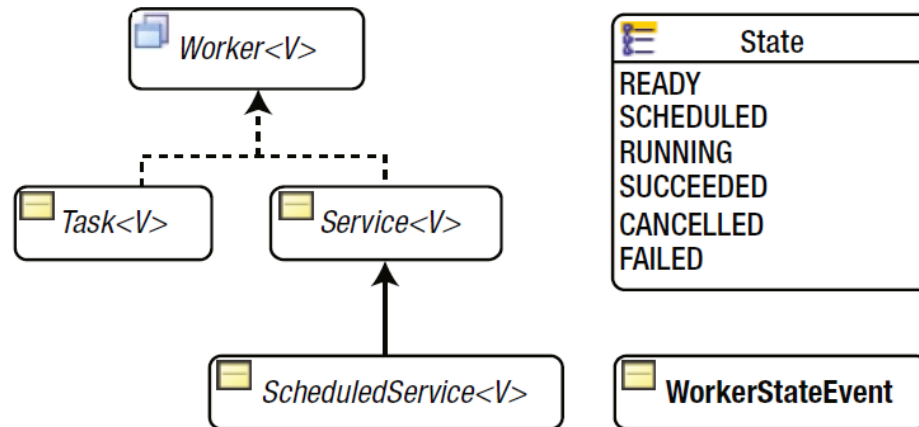 Worker<V>
Task<V>
Service<V>
ScheduledService<V>
State
READY
SCHEDULED
RUNNING
SUCCEEDED
CANCELLED
FAILED
WorkerStateEvent